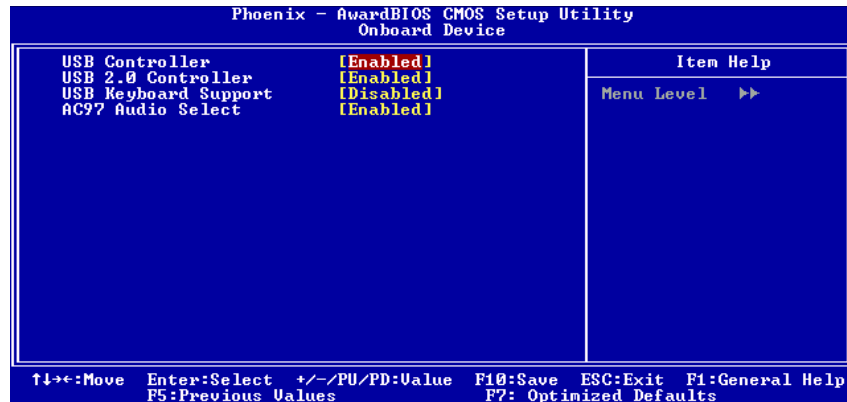 Phoenix – AwardBIOS CMOS Setup Utility
Onboard Device
USB Controller [Enabled]
USB 2.0 Controller [Enabled]
USB Keyboard Support [Disabled]
AC97 Audio Select [Enabled]
Item Help
Menu Level ▶▶
↑↓→←:Move Enter:Select +/-/PU/PD:Value F10:Save ESC:Exit F1:General Help
F5:Previous Values F7: Optimized Defaults